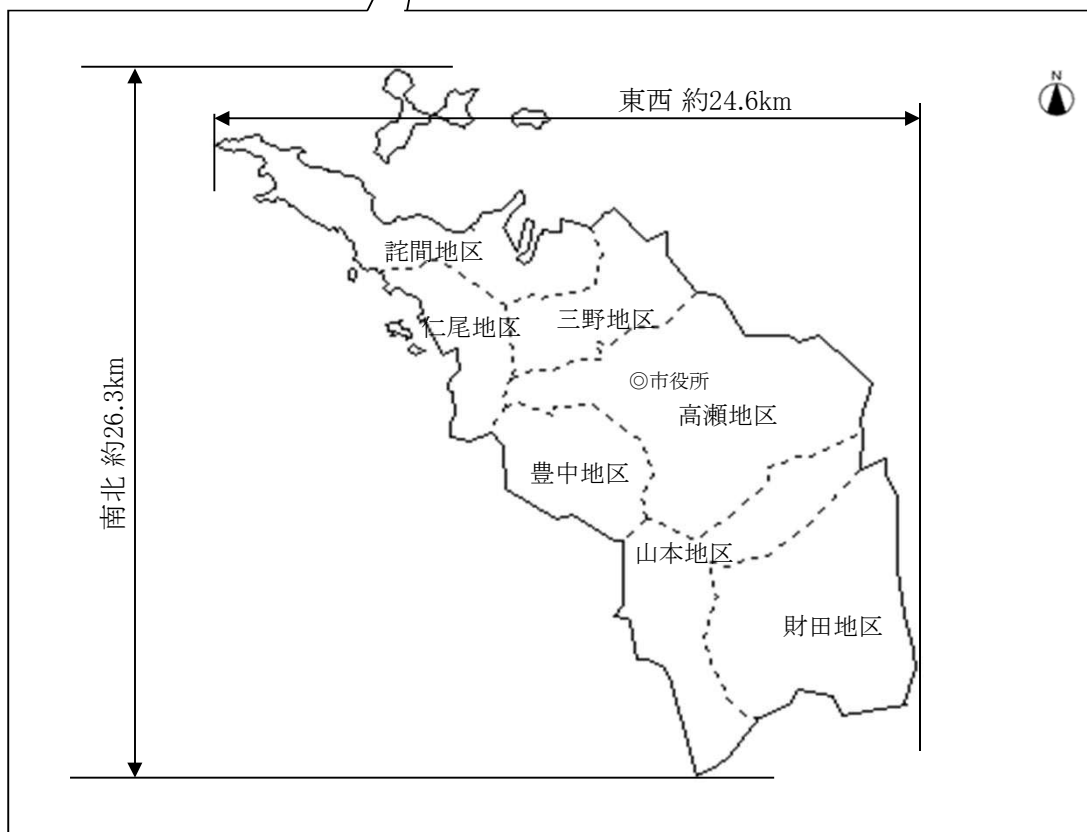 N
東西 約24.6km
詫間地区
三野地区
仁尾地区
◎市役所
高瀬地区
南北 約26.3km
豊中地区
山本地区
財田地区